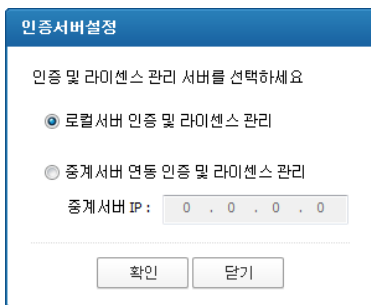 인증서버설정
인증 및 라이센스 관리 서버를 선택하세요
로컬서버 인증 및 라이센스 관리
중계서버 연동 인증 및 라이센스 관리
중계서버 IP : 0 . 0 . 0 . 0
확인 닫기